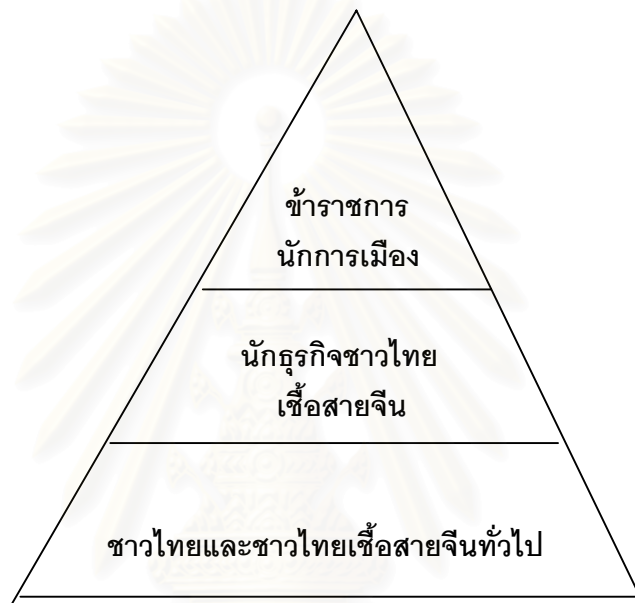 ข้าราชการ
นักการเมือง
นักธุรกิจชาวไทย
เชื้อสายจีน
ชาวไทยและชาวไทยเชื้อสายจีนทั่วไป